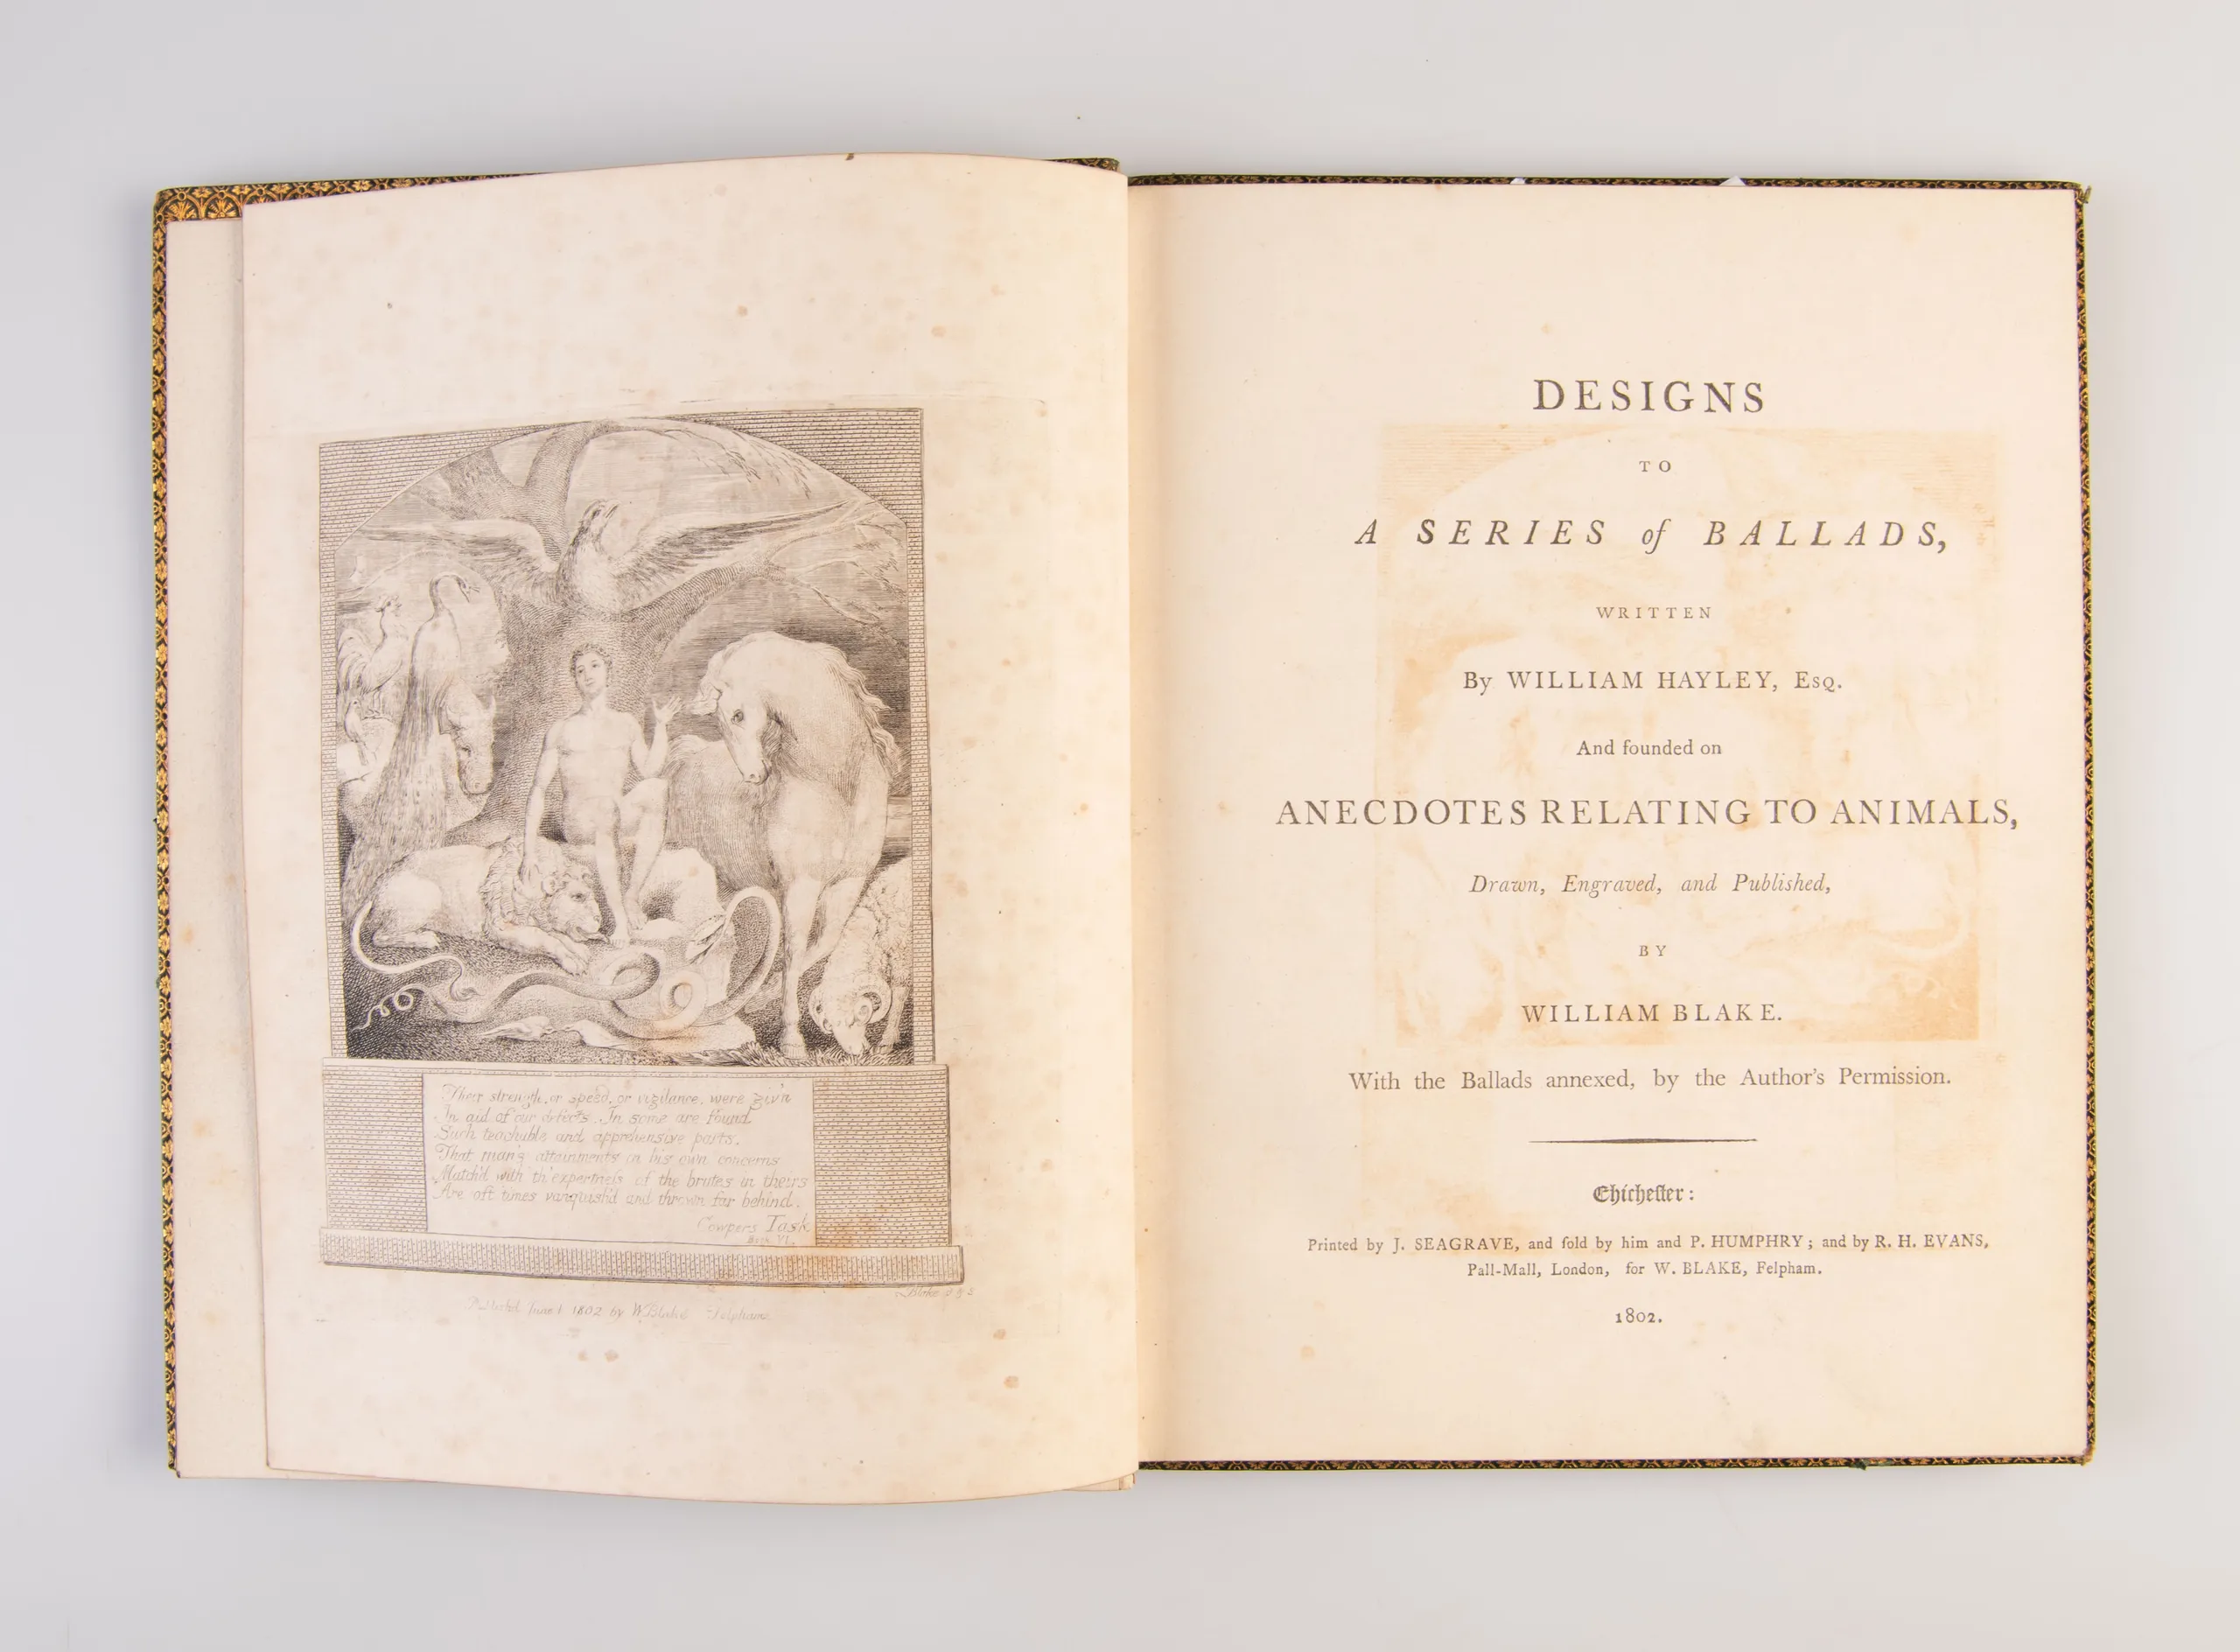 Their strength, or speed, or vigilance, were giv'n
In aid of our defects. In some are found
Such teachable and apprehensive parts,
That man's attainments in his own concerns
Match'd with th' expertneſs of the brutes in theirs
Are oft times vanquish'd and thrown far behind.
Cowpers Task
Book VI.
Blake d & s
Publishd June 1 1802 by W Blake Felpham
DESIGNS
TO
A SERIES of BALLADS,
WRITTEN
By WILLIAM HAYLEY, Esq.
And founded on
ANECDOTES RELATING TO ANIMALS,
Drawn, Engraved, and Published,
BY
WILLIAM BLAKE.
With the Ballads annexed, by the Author's Permission.
Chicheſter:
Printed by J. SEAGRAVE, and ſold by him and P. HUMPHRY; and by R. H. EVANS,
Pall-Mall, London, for W. BLAKE, Felpham.
1802.